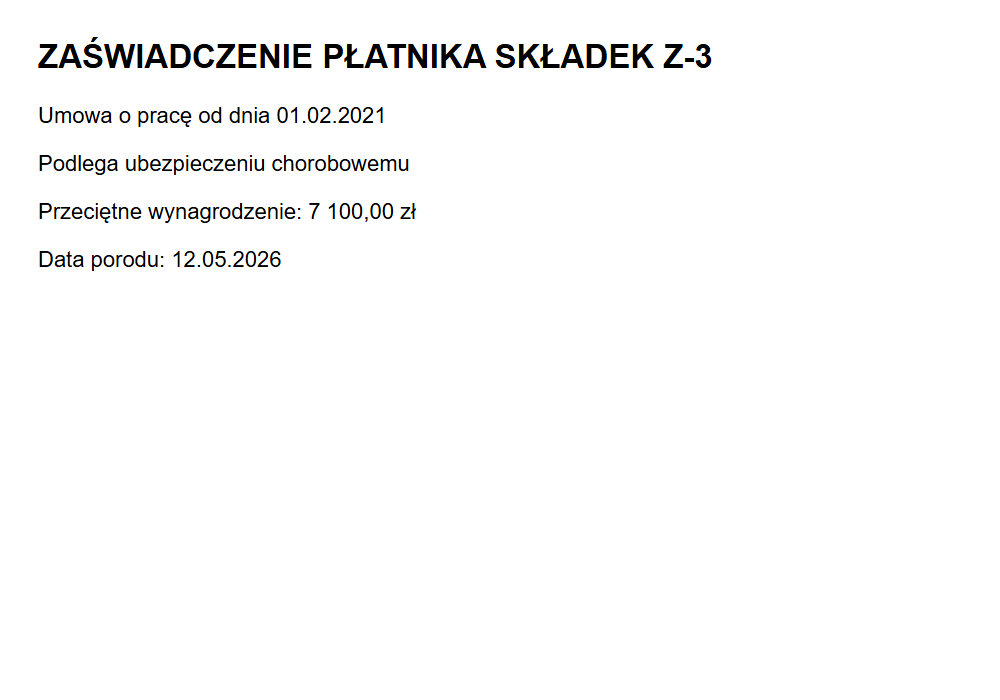 ZAŚWIADCZENIE PŁATNIKA SKŁADEK Z-3
Umowa o pracę od dnia 01.02.2021
Podlega ubezpieczeniu chorobowemu
Przeciętne wynagrodzenie: 7 100,00 zł
Data porodu: 12.05.2026